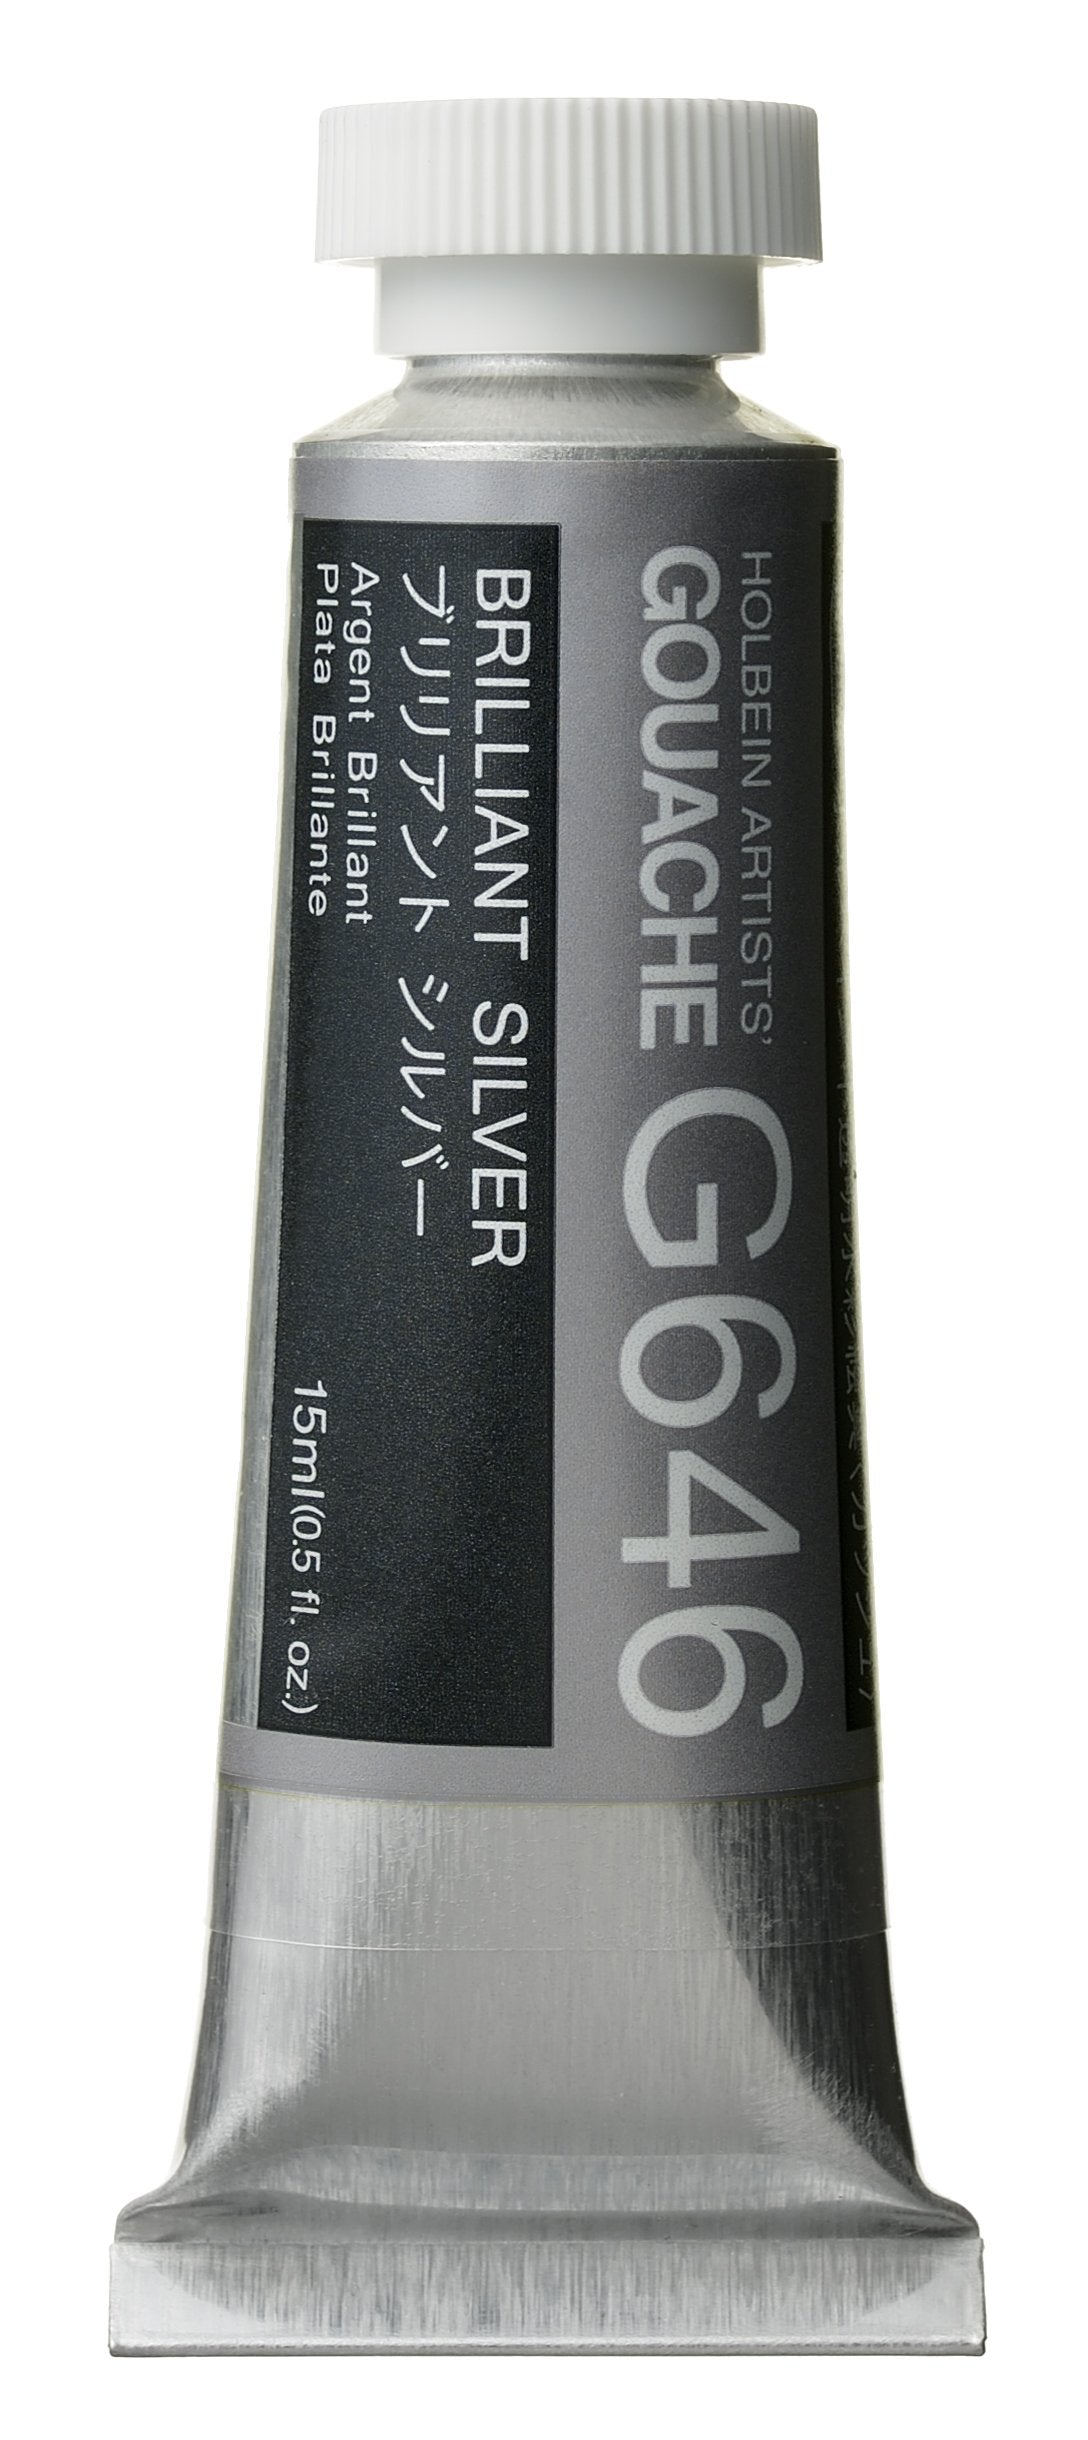 HOLBEIN ARTISTS'
GOUACHE G646
BRILLIANT SILVER
ブリリアント シルバー
Argent Brillant
Plata Brillante
15ml(0.5 fl. oz.)